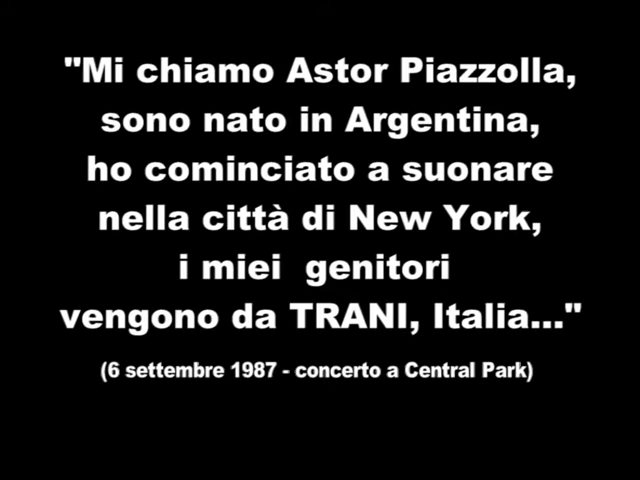 "Mi chiamo Astor Piazzolla,
sono nato in Argentina,
ho cominciato a suonare
nella città di New York,
i miei genitori
vengono da TRANI, Italia..."
(6 settembre 1987 - concerto a Central Park)